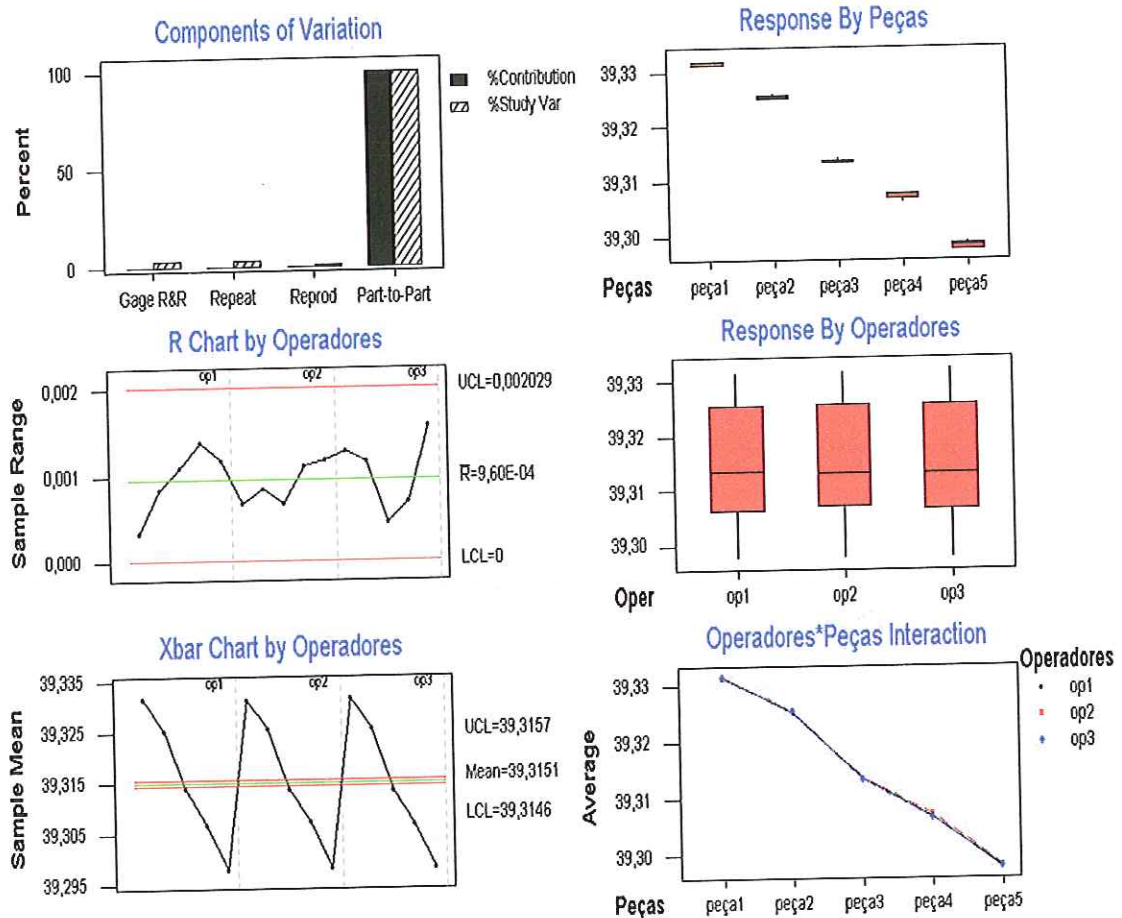 Components of Variation
Percent
100
50
0
Gage R&R
Repeat
Reprod
Part-to-Part
%Contribution
%Study Var
Response By Peças
39,33
39,32
39,31
39,30
Peças
peça1
peça2
peça3
peça4
peça5
R Chart by Operadores
Sample Range
0,002
0,001
0,000
op1
op2
op3
UCL=0,002029
R̅=9,60E-04
LCL=0
Response By Operadores
39,33
39,32
39,31
39,30
Oper
op1
op2
op3
Xbar Chart by Operadores
Sample Mean
39,335
39,325
39,315
39,305
39,295
op1
op2
op3
UCL=39,3157
Mean=39,3151
LCL=39,3146
Operadores*Peças Interaction
Average
39,33
39,32
39,31
39,30
Peças
peça1
peça2
peça3
peça4
peça5
Operadores
op1
op2
op3